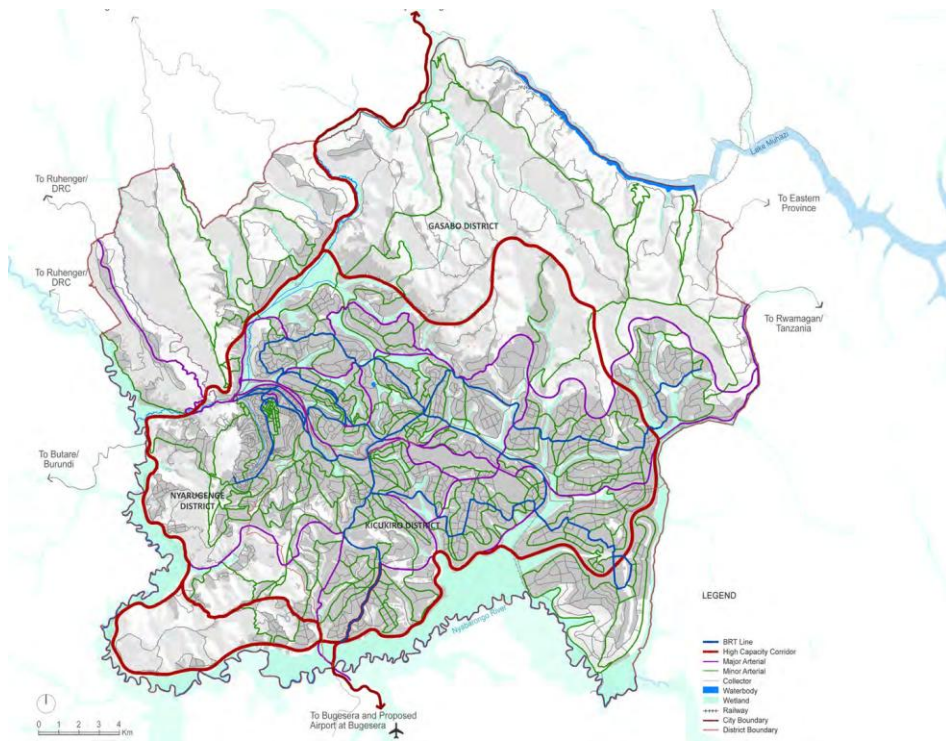 To Ruhenger/
DRC
Lake Muhazi
To Eastern
Province
GASABO DISTRICT
To Ruhenger/
DRC
To Rwamagan/
Tanzania
To Butare/
Burundi
NYARUGENGE
DISTRICT
KICUKIRO DISTRICT
Nyabarongo River
LEGEND
BRT Line
High Capacity Corridor
Major Arterial
Minor Arterial
Collector
Waterbody
Wetland
Railway
City Boundary
District Boundary
0 1 2 3 4
Km
To Bugesera and Proposed
Airport at Bugesera